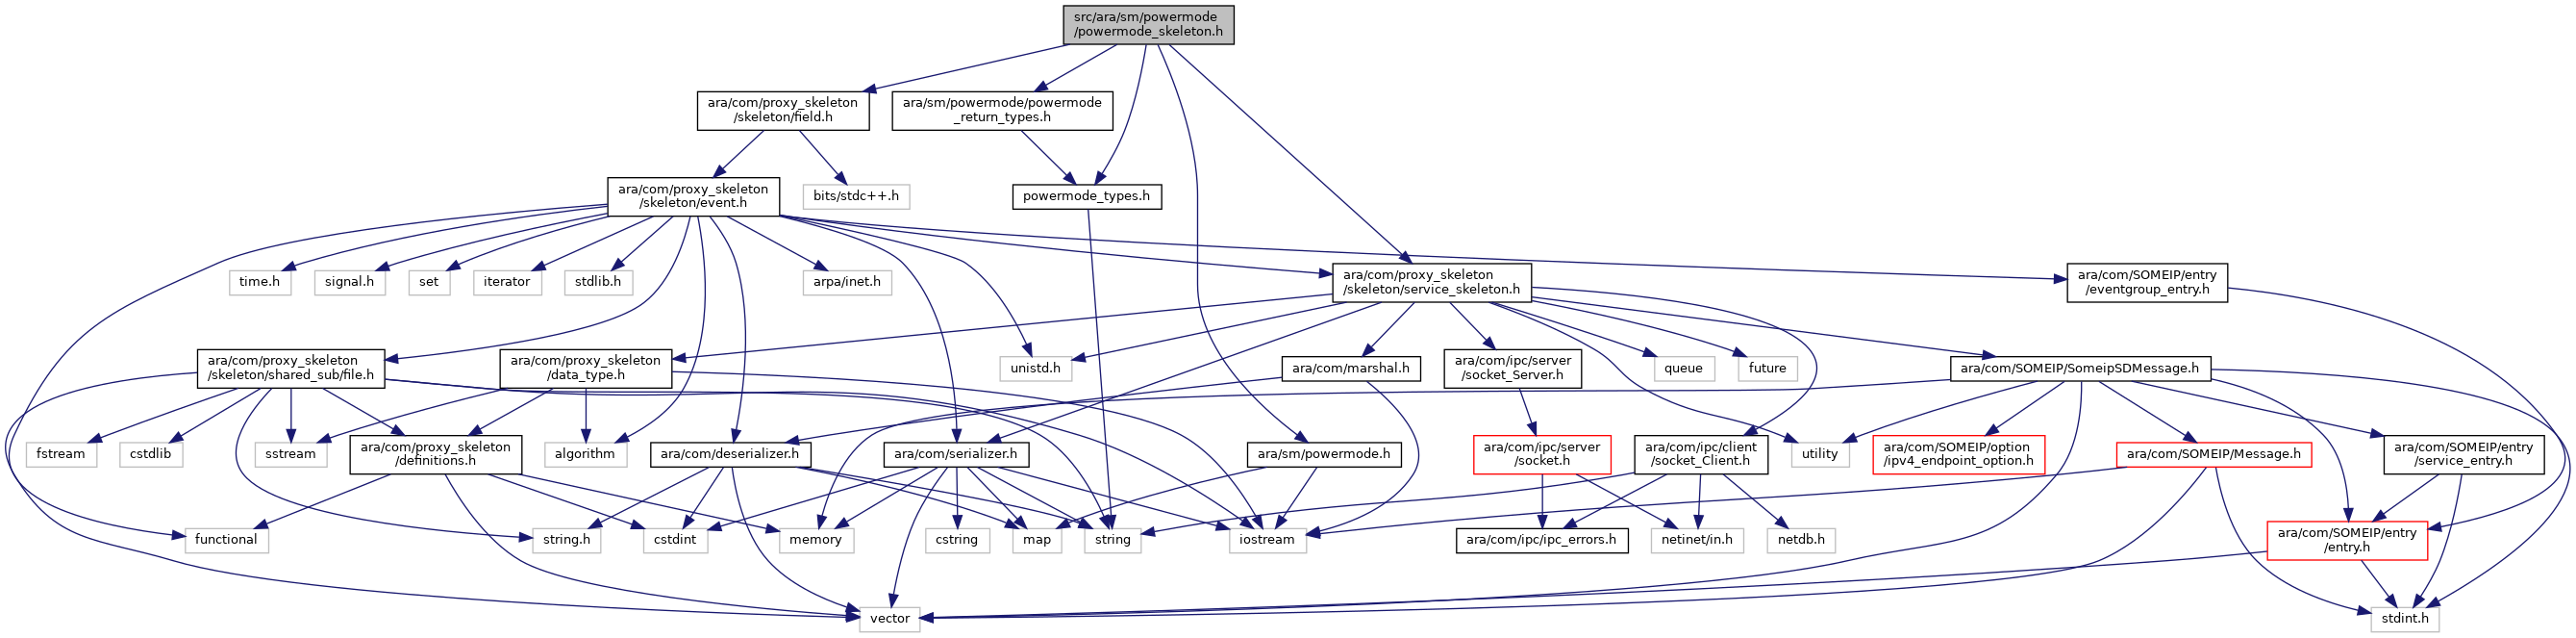 src/ara/sm/powermode
/powermode_skeleton.h
ara/com/proxy_skeleton
/skeleton/field.h
ara/sm/powermode/powermode
_return_types.h
ara/com/proxy_skeleton
/skeleton/event.h
bits/stdc++.h
powermode_types.h
time.h
signal.h
set
iterator
stdlib.h
arpa/inet.h
ara/com/proxy_skeleton
/skeleton/service_skeleton.h
ara/com/SOMEIP/entry
/eventgroup_entry.h
ara/com/proxy_skeleton
/skeleton/shared_sub/file.h
ara/com/proxy_skeleton
/data_type.h
unistd.h
ara/com/marshal.h
ara/com/ipc/server
/socket_Server.h
queue
future
ara/com/SOMEIP/SomeipSDMessage.h
fstream
cstdlib
sstream
ara/com/proxy_skeleton
/definitions.h
algorithm
ara/com/deserializer.h
ara/com/serializer.h
ara/sm/powermode.h
ara/com/ipc/server
/socket.h
ara/com/ipc/client
/socket_Client.h
utility
ara/com/SOMEIP/option
/ipv4_endpoint_option.h
ara/com/SOMEIP/Message.h
ara/com/SOMEIP/entry
/service_entry.h
functional
string.h
cstdint
memory
cstring
map
string
iostream
ara/com/ipc/ipc_errors.h
netinet/in.h
netdb.h
ara/com/SOMEIP/entry
/entry.h
vector
stdint.h